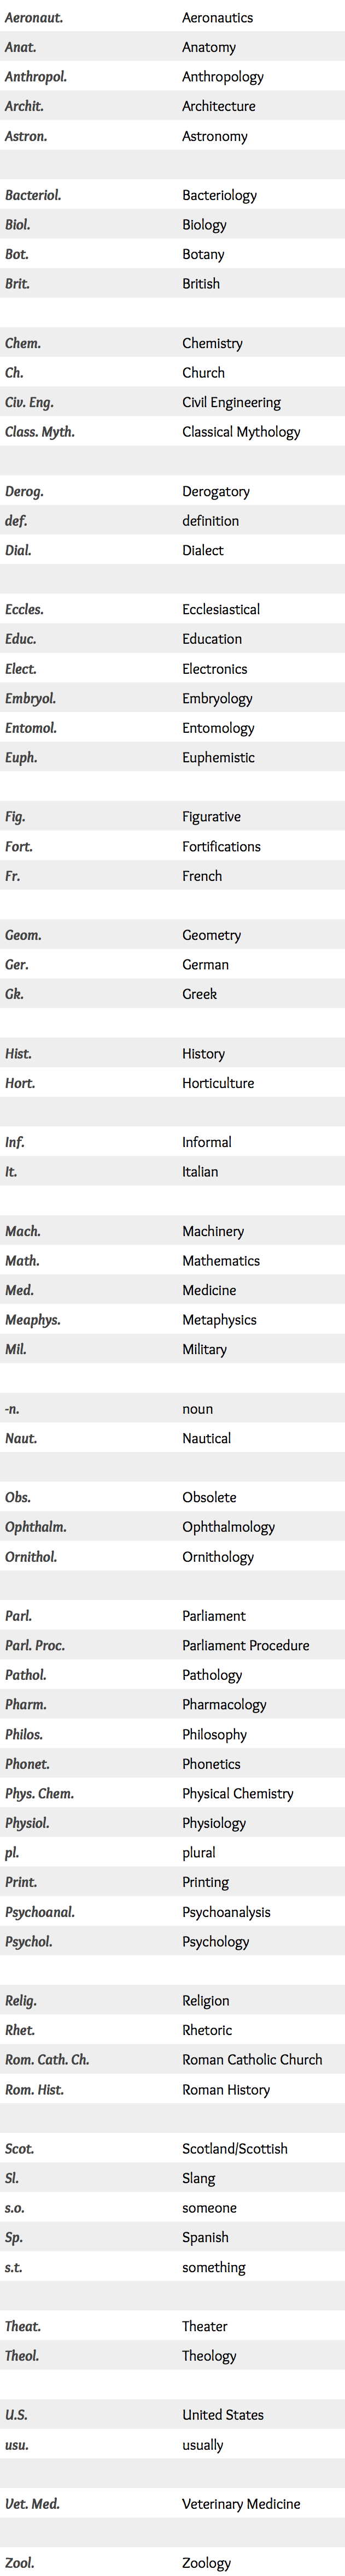 Aeronaut. Aeronautics
Anat. Anatomy
Anthropol. Anthropology
Archit. Architecture
Astron. Astronomy
Bacteriol. Bacteriology
Biol. Biology
Bot. Botany
Brit. British
Chem. Chemistry
Ch. Church
Civ. Eng. Civil Engineering
Class. Myth. Classical Mythology
Derog. Derogatory
def. definition
Dial. Dialect
Eccles. Ecclesiastical
Educ. Education
Elect. Electronics
Embryol. Embryology
Entomol. Entomology
Euph. Euphemistic
Fig. Figurative
Fort. Fortifications
Fr. French
Geom. Geometry
Ger. German
Gk. Greek
Hist. History
Hort. Horticulture
Inf. Informal
It. Italian
Mach. Machinery
Math. Mathematics
Med. Medicine
Meaphys. Metaphysics
Mil. Military
-n. noun
Naut. Nautical
Obs. Obsolete
Ophthalm. Ophthalmology
Ornithol. Ornithology
Parl. Parliament
Parl. Proc. Parliament Procedure
Pathol. Pathology
Pharm. Pharmacology
Philos. Philosophy
Phonet. Phonetics
Phys. Chem. Physical Chemistry
Physiol. Physiology
pl. plural
Print. Printing
Psychoanal. Psychoanalysis
Psychol. Psychology
Relig. Religion
Rhet. Rhetoric
Rom. Cath. Ch. Roman Catholic Church
Rom. Hist. Roman History
Scot. Scotland/Scottish
Sl. Slang
s.o. someone
Sp. Spanish
s.t. something
Theat. Theater
Theol. Theology
U.S. United States
usu. usually
Vet. Med. Veterinary Medicine
Zool. Zoology